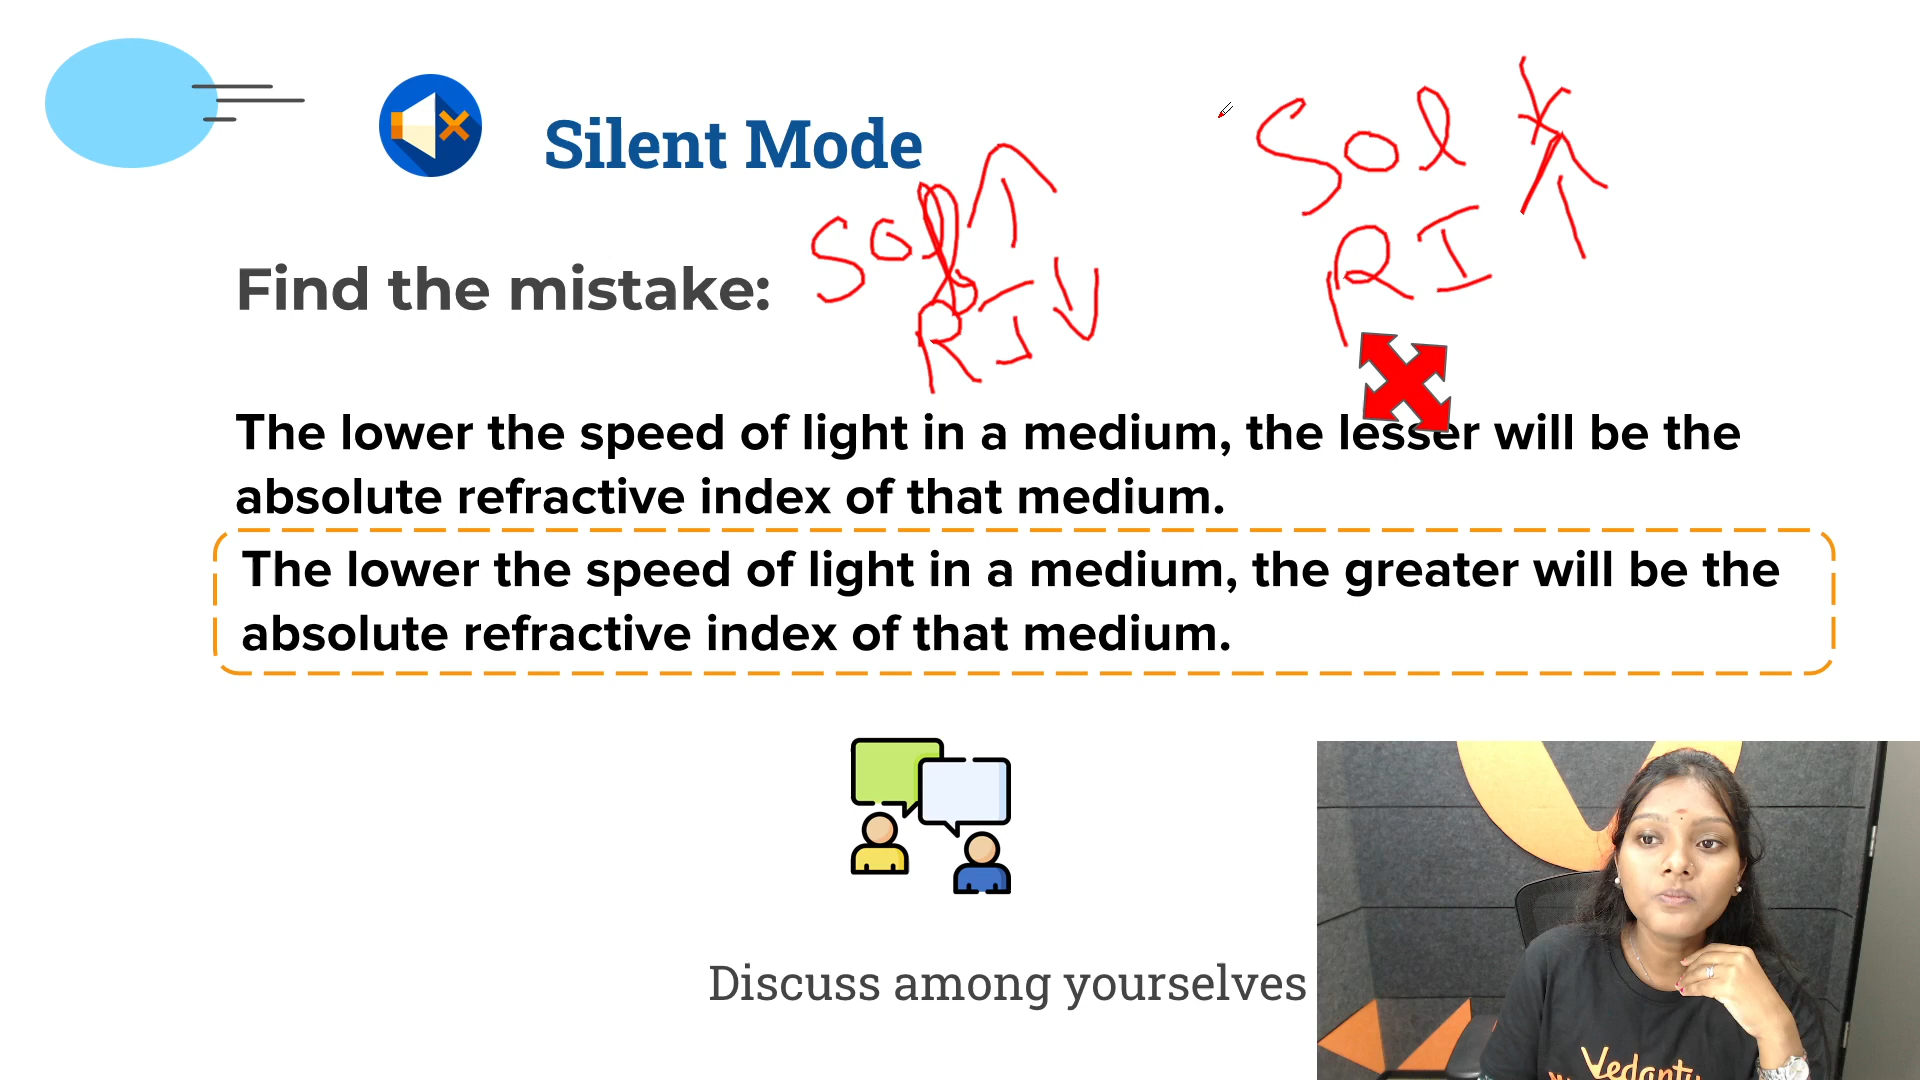 Silent Mode
Sol
RI
Sol
RI
Find the mistake:
The lower the speed of light in a medium, the lesser will be the
absolute refractive index of that medium.
The lower the speed of light in a medium, the greater will be the
absolute refractive index of that medium.
Discuss among yourselves